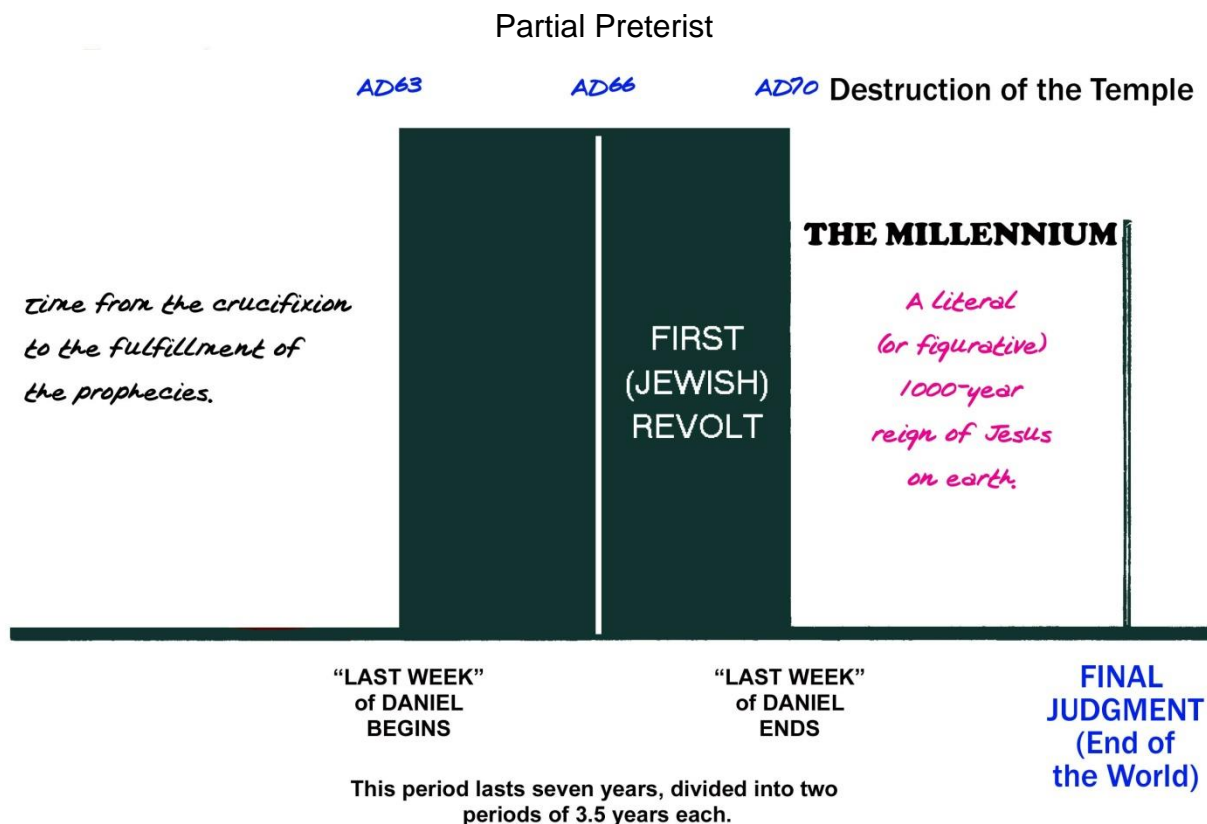 Partial Preterist
AD63
AD66
AD70 Destruction of the Temple
THE MILLENNIUM
time from the crucifixion
to the fulfillment of
the prophecies.
FIRST
(JEWISH)
REVOLT
A literal
(or figurative)
1000-year
reign of Jesus
on earth.
“LAST WEEK”
of DANIEL
BEGINS
“LAST WEEK”
of DANIEL
ENDS
FINAL
JUDGMENT
(End of
the World)
This period lasts seven years, divided into two
periods of 3.5 years each.